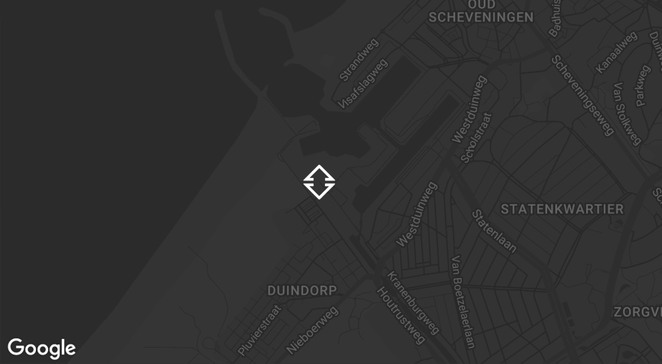 OUD
SCHEVENINGEN
Badhuis
Strandweg
Visafslagweg
Kanaalweg
Scheveningseweg
Parkweg
Van Stolkweg
Westduinweg
Scholstraat
STATENKWARTIER
Westduinweg
Statenlaan
DUINDORP
Kranenburgweg
Van Boetzelaerlaan
Houtrustweg
Pluvierstraat
Nieboerweg
ZORGV
Google